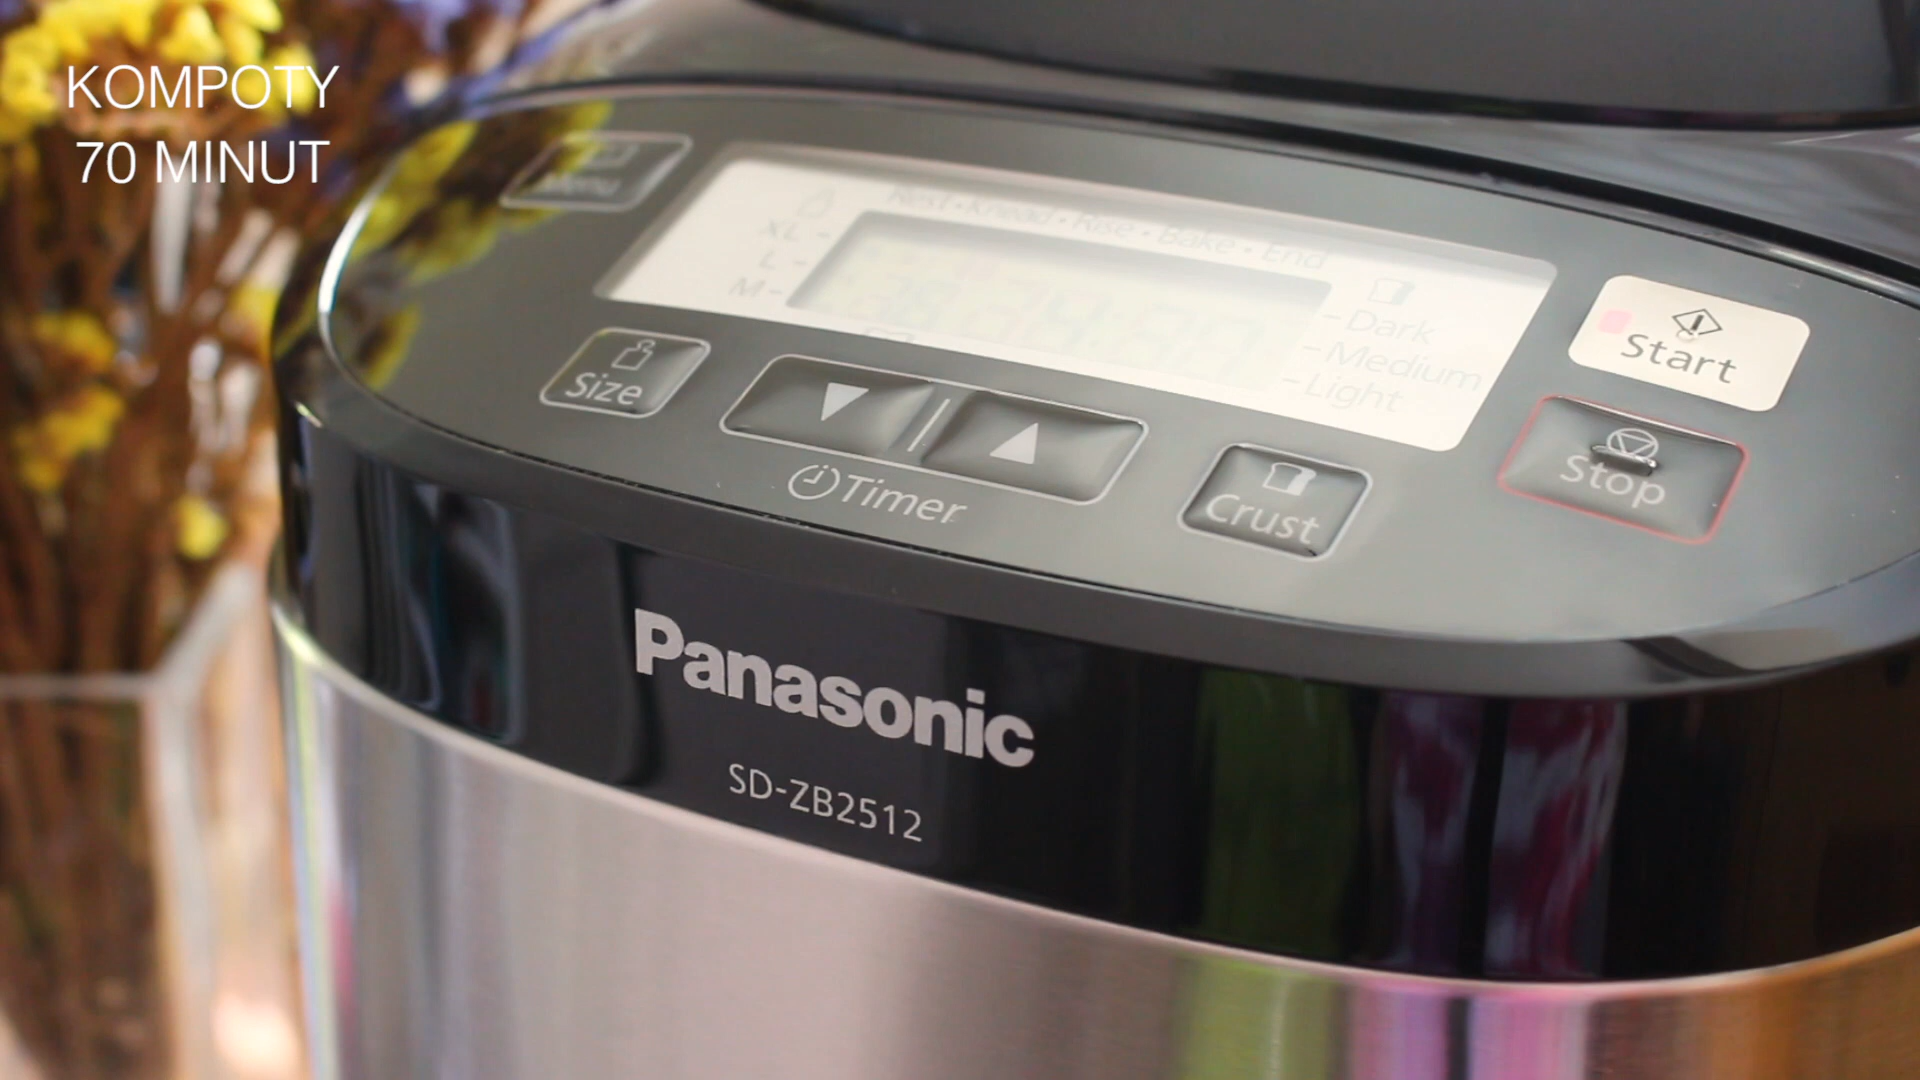 KOMPOTY
70 MINUT
Menu
Rest • Knead • Rise • Bake • End
XL -
L -
M -
- Dark
- Medium
- Light
Start
Size
Timer
Crust
Stop
Panasonic
SD-ZB2512